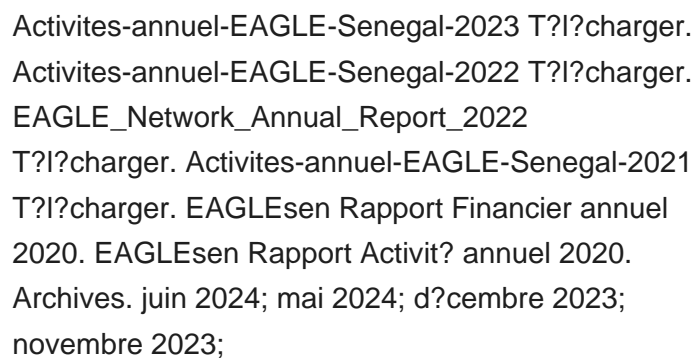 Activites-annuel-EAGLE-Senegal-2023 T?l?charger.
Activites-annuel-EAGLE-Senegal-2022 T?l?charger.
EAGLE_Network_Annual_Report_2022
T?l?charger. Activites-annuel-EAGLE-Senegal-2021
T?l?charger. EAGLEsen Rapport Financier annuel
2020. EAGLEsen Rapport Activit? annuel 2020.
Archives. juin 2024; mai 2024; d?cembre 2023;
novembre 2023;